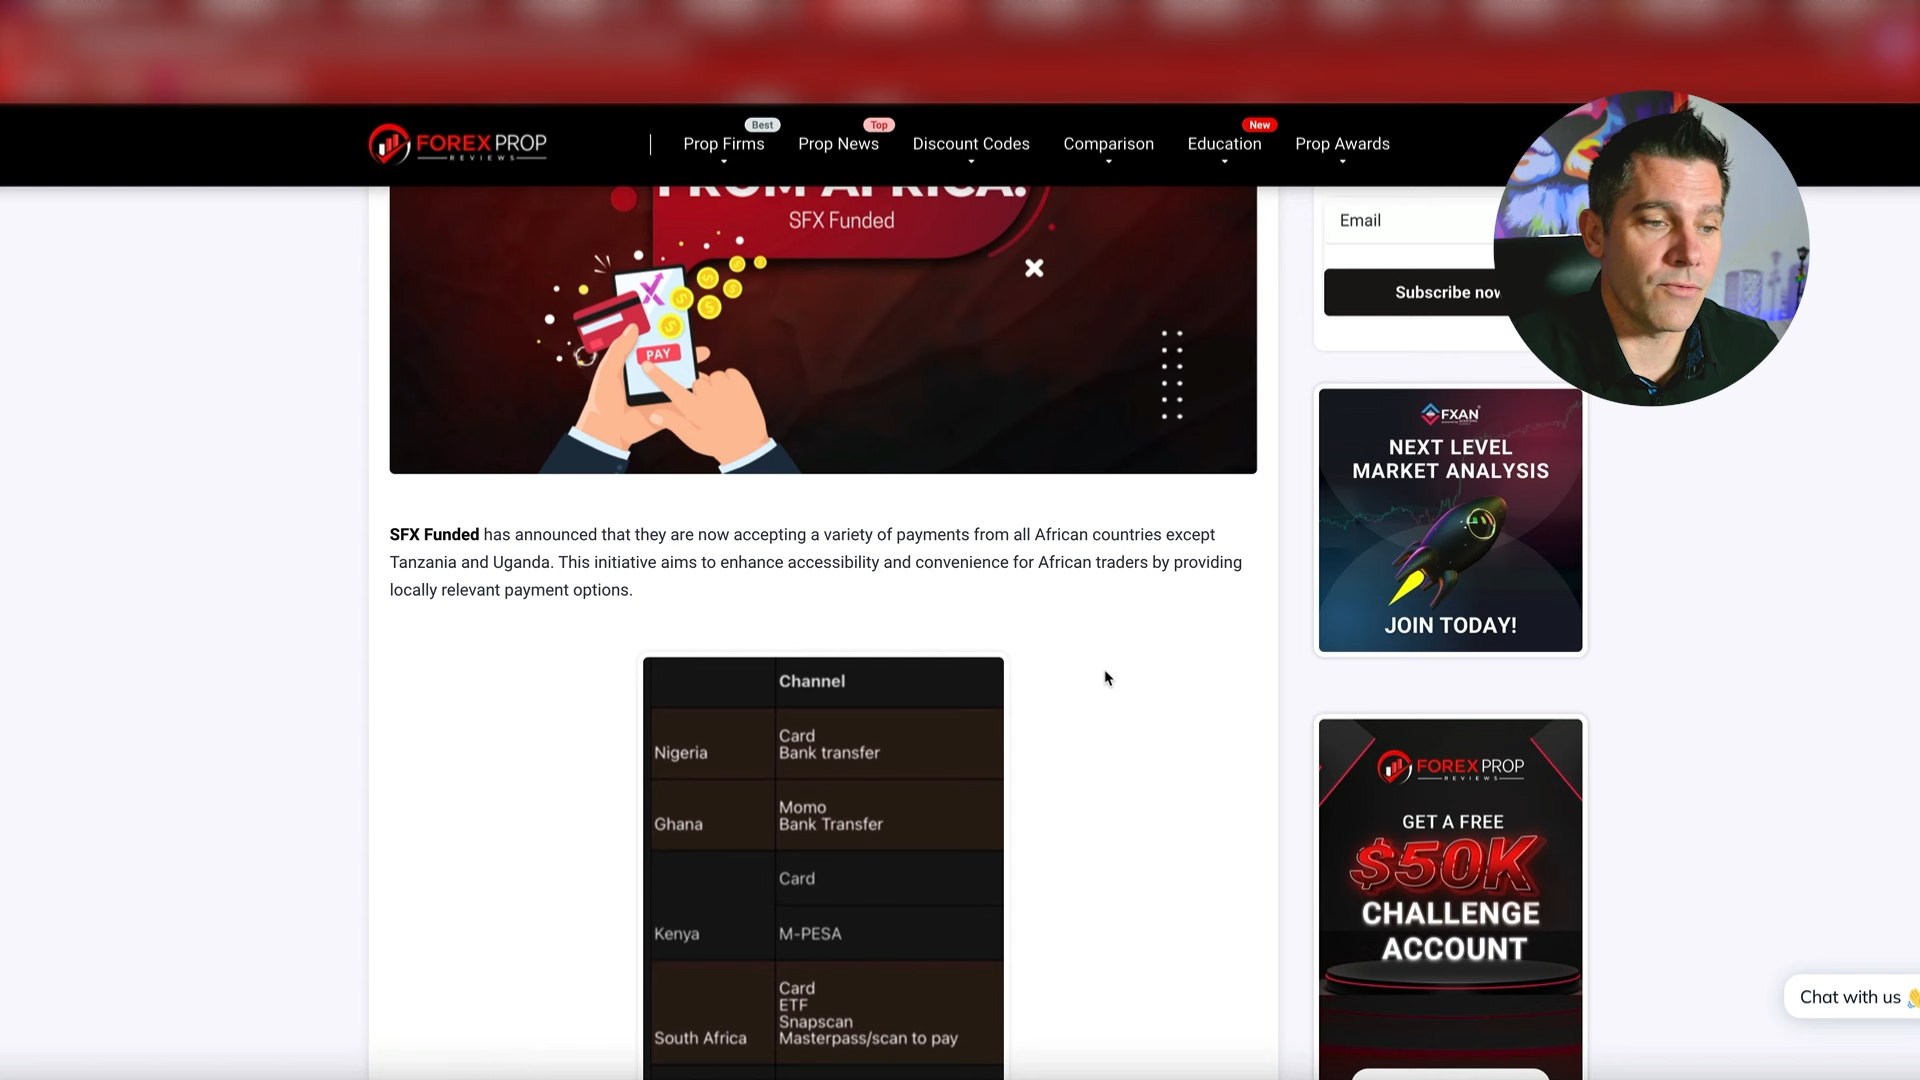 Best
Top
New
FOREX PROP
REVIEWS
Prop Firms
Prop News
Discount Codes
Comparison
Education
Prop Awards
FROM AFRICA!
SFX Funded
PAY
Email
Subscribe now
FXAN
NEXT LEVEL
MARKET ANALYSIS
JOIN TODAY!
SFX Funded has announced that they are now accepting a variety of payments from all African countries except
Tanzania and Uganda. This initiative aims to enhance accessibility and convenience for African traders by providing
locally relevant payment options.
Channel
Nigeria
Card
Bank transfer
Ghana
Momo
Bank Transfer
Kenya
Card
M-PESA
South Africa
Card
ETF
Snapscan
Masterpass/scan to pay
FOREX PROP
REVIEWS
GET A FREE
$50K
CHALLENGE
ACCOUNT
Chat with us 👋